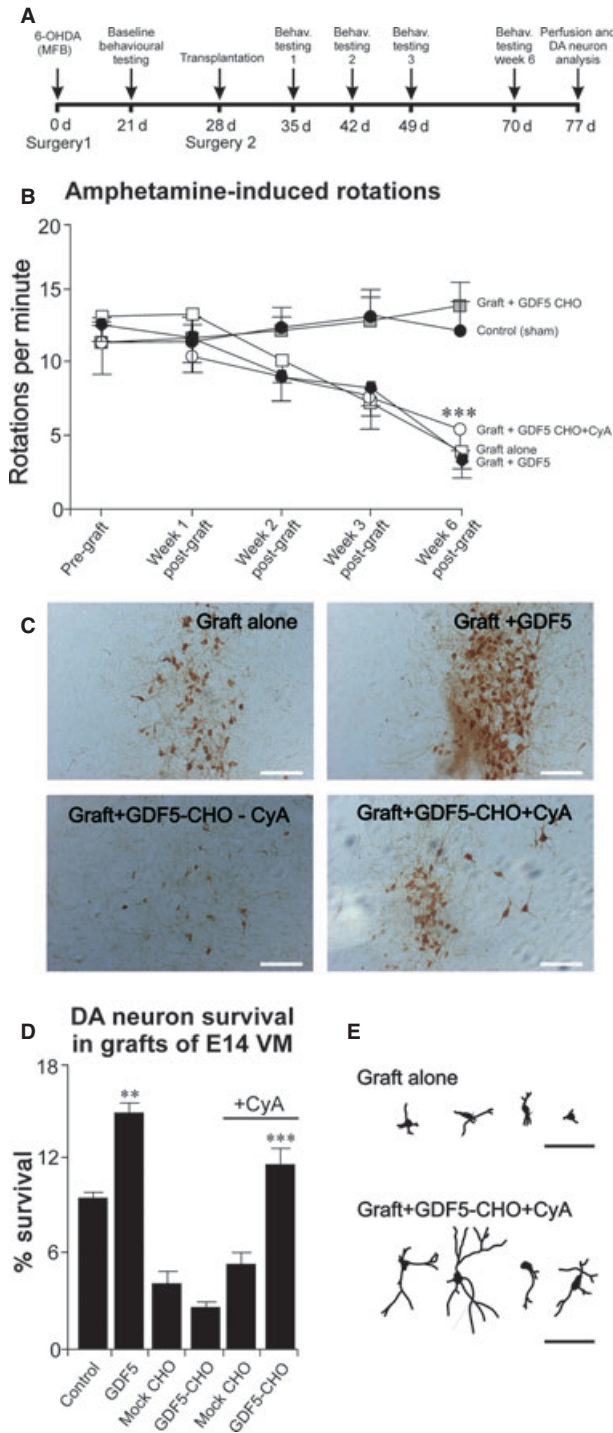 A
6-OHDA
(MFB)
Baseline
behavioural
testing
Transplantation
Behav.
testing
1
Behav.
testing
2
Behav.
testing
3
Behav.
testing
week 6
Perfusion and
DA neuron
analysis
0 d
21 d
28 d
35 d
42 d
49 d
70 d
77 d
Surgery1
Surgery 2
B
Amphetamine-induced rotations
Rotations per minute
20
15
10
5
0
Graft + GDF5 CHO
Control (sham)
***
Graft + GDF5 CHO+CyA
Graft alone
Graft + GDF5
Pre-graft
Week 1
post-graft
Week 2
post-graft
Week 3
post-graft
Week 6
post-graft
C
Graft alone
Graft +GDF5
Graft+GDF5-CHO - CyA
Graft+GDF5-CHO+CyA
D
DA neuron survival
in grafts of E14 VM
% survival
18
12
6
0
**
+CyA
***
Control
GDF5
Mock CHO
GDF5-CHO
Mock CHO
GDF5-CHO
E
Graft alone
Graft+GDF5-CHO+CyA